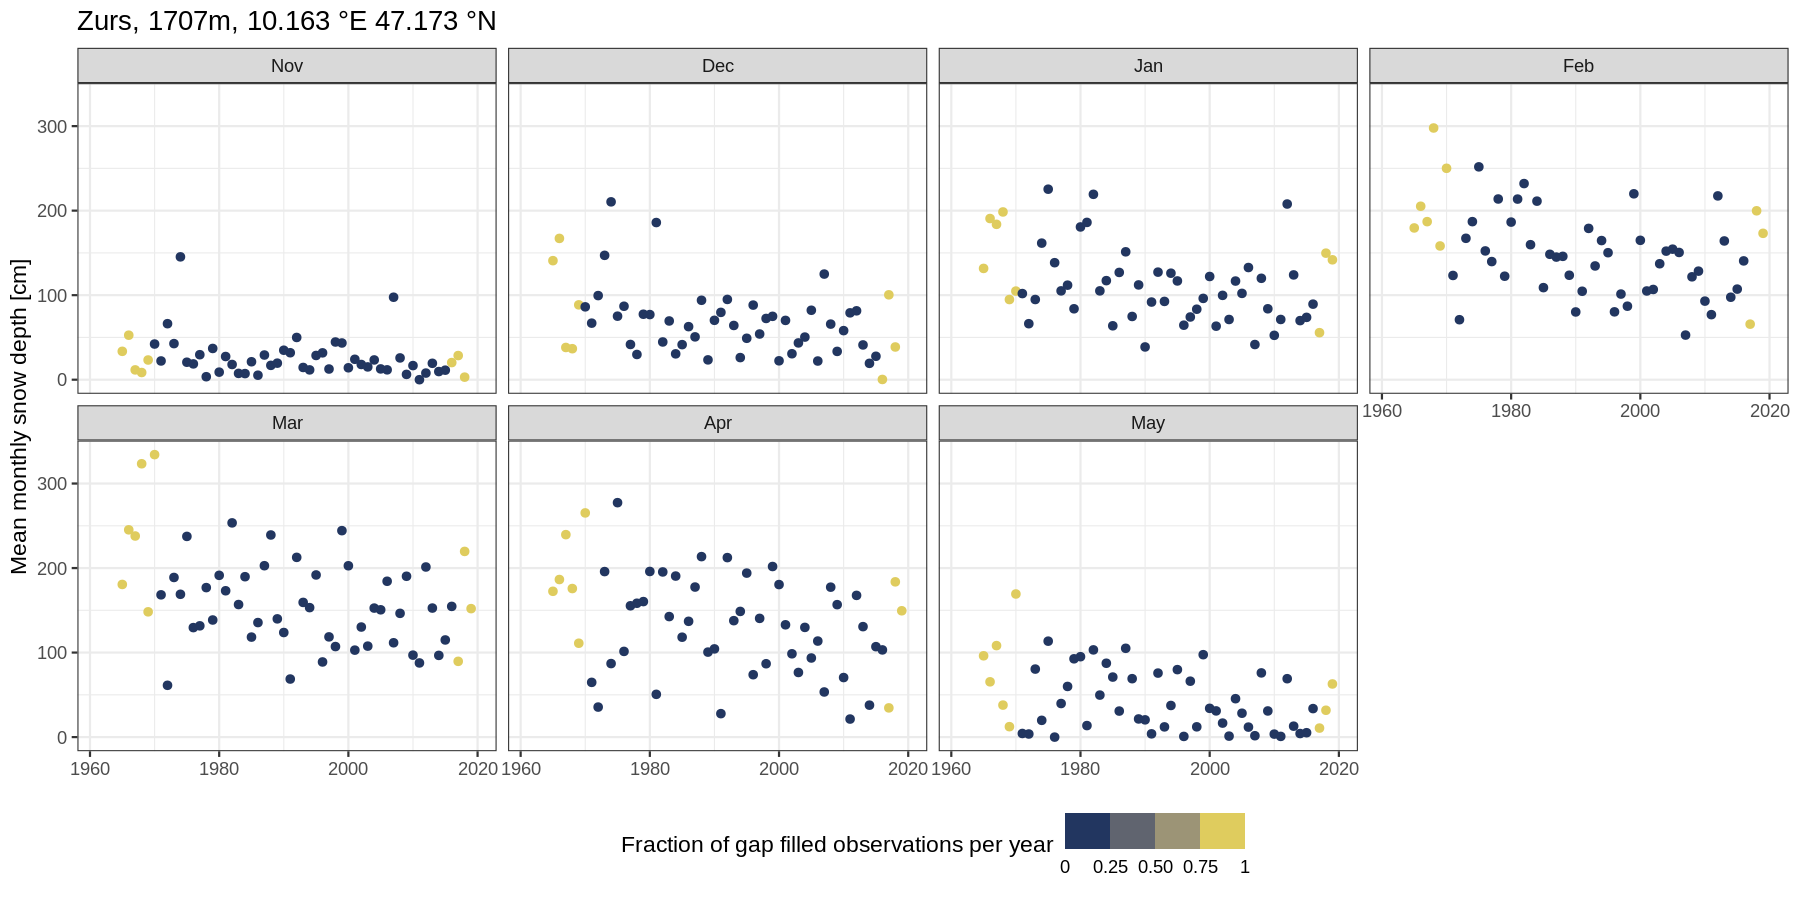 Zurs, 1707m, 10.163 °E 47.173 °N
Nov Dec Jan Feb
Mean monthly snow depth [cm]
300
200
100
0
1960 1980 2000 2020
Mar Apr May
300
200
100
0
1960 1980 2000 2020 1960 1980 2000 2020 1960 1980 2000 2020
Fraction of gap filled observations per year
0 0.25 0.50 0.75 1